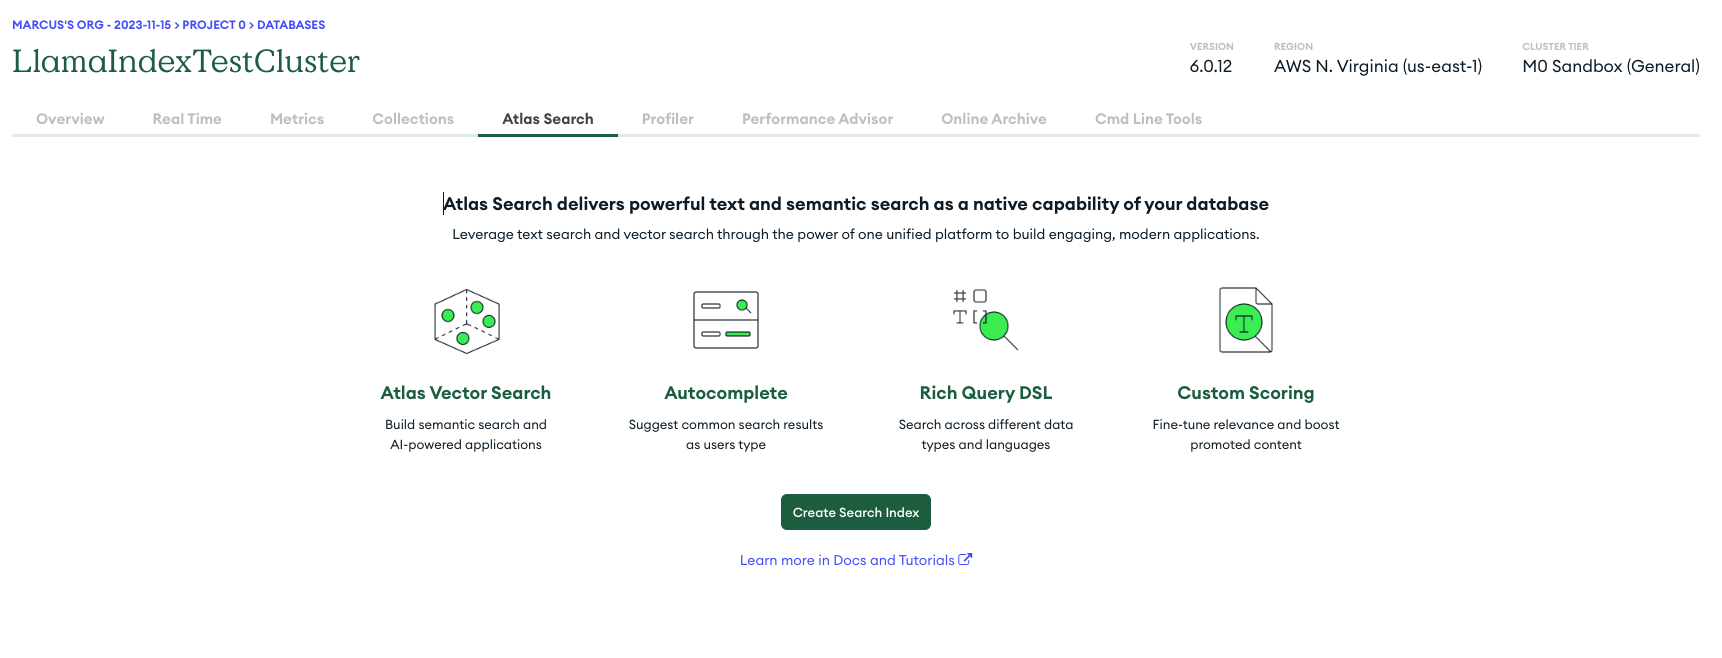 MARCUS'S ORG - 2023-11-15 > PROJECT 0 > DATABASES
LlamaIndexTestCluster
VERSION
6.0.12
REGION
AWS N. Virginia (us-east-1)
CLUSTER TIER
M0 Sandbox (General)
Overview Real Time Metrics Collections Atlas Search Profiler Performance Advisor Online Archive Cmd Line Tools
Atlas Search delivers powerful text and semantic search as a native capability of your database
Leverage text search and vector search through the power of one unified platform to build engaging, modern applications.
Atlas Vector Search
Build semantic search and
AI-powered applications
Autocomplete
Suggest common search results
as users type
Rich Query DSL
Search across different data
types and languages
Custom Scoring
Fine-tune relevance and boost
promoted content
Create Search Index
Learn more in Docs and Tutorials